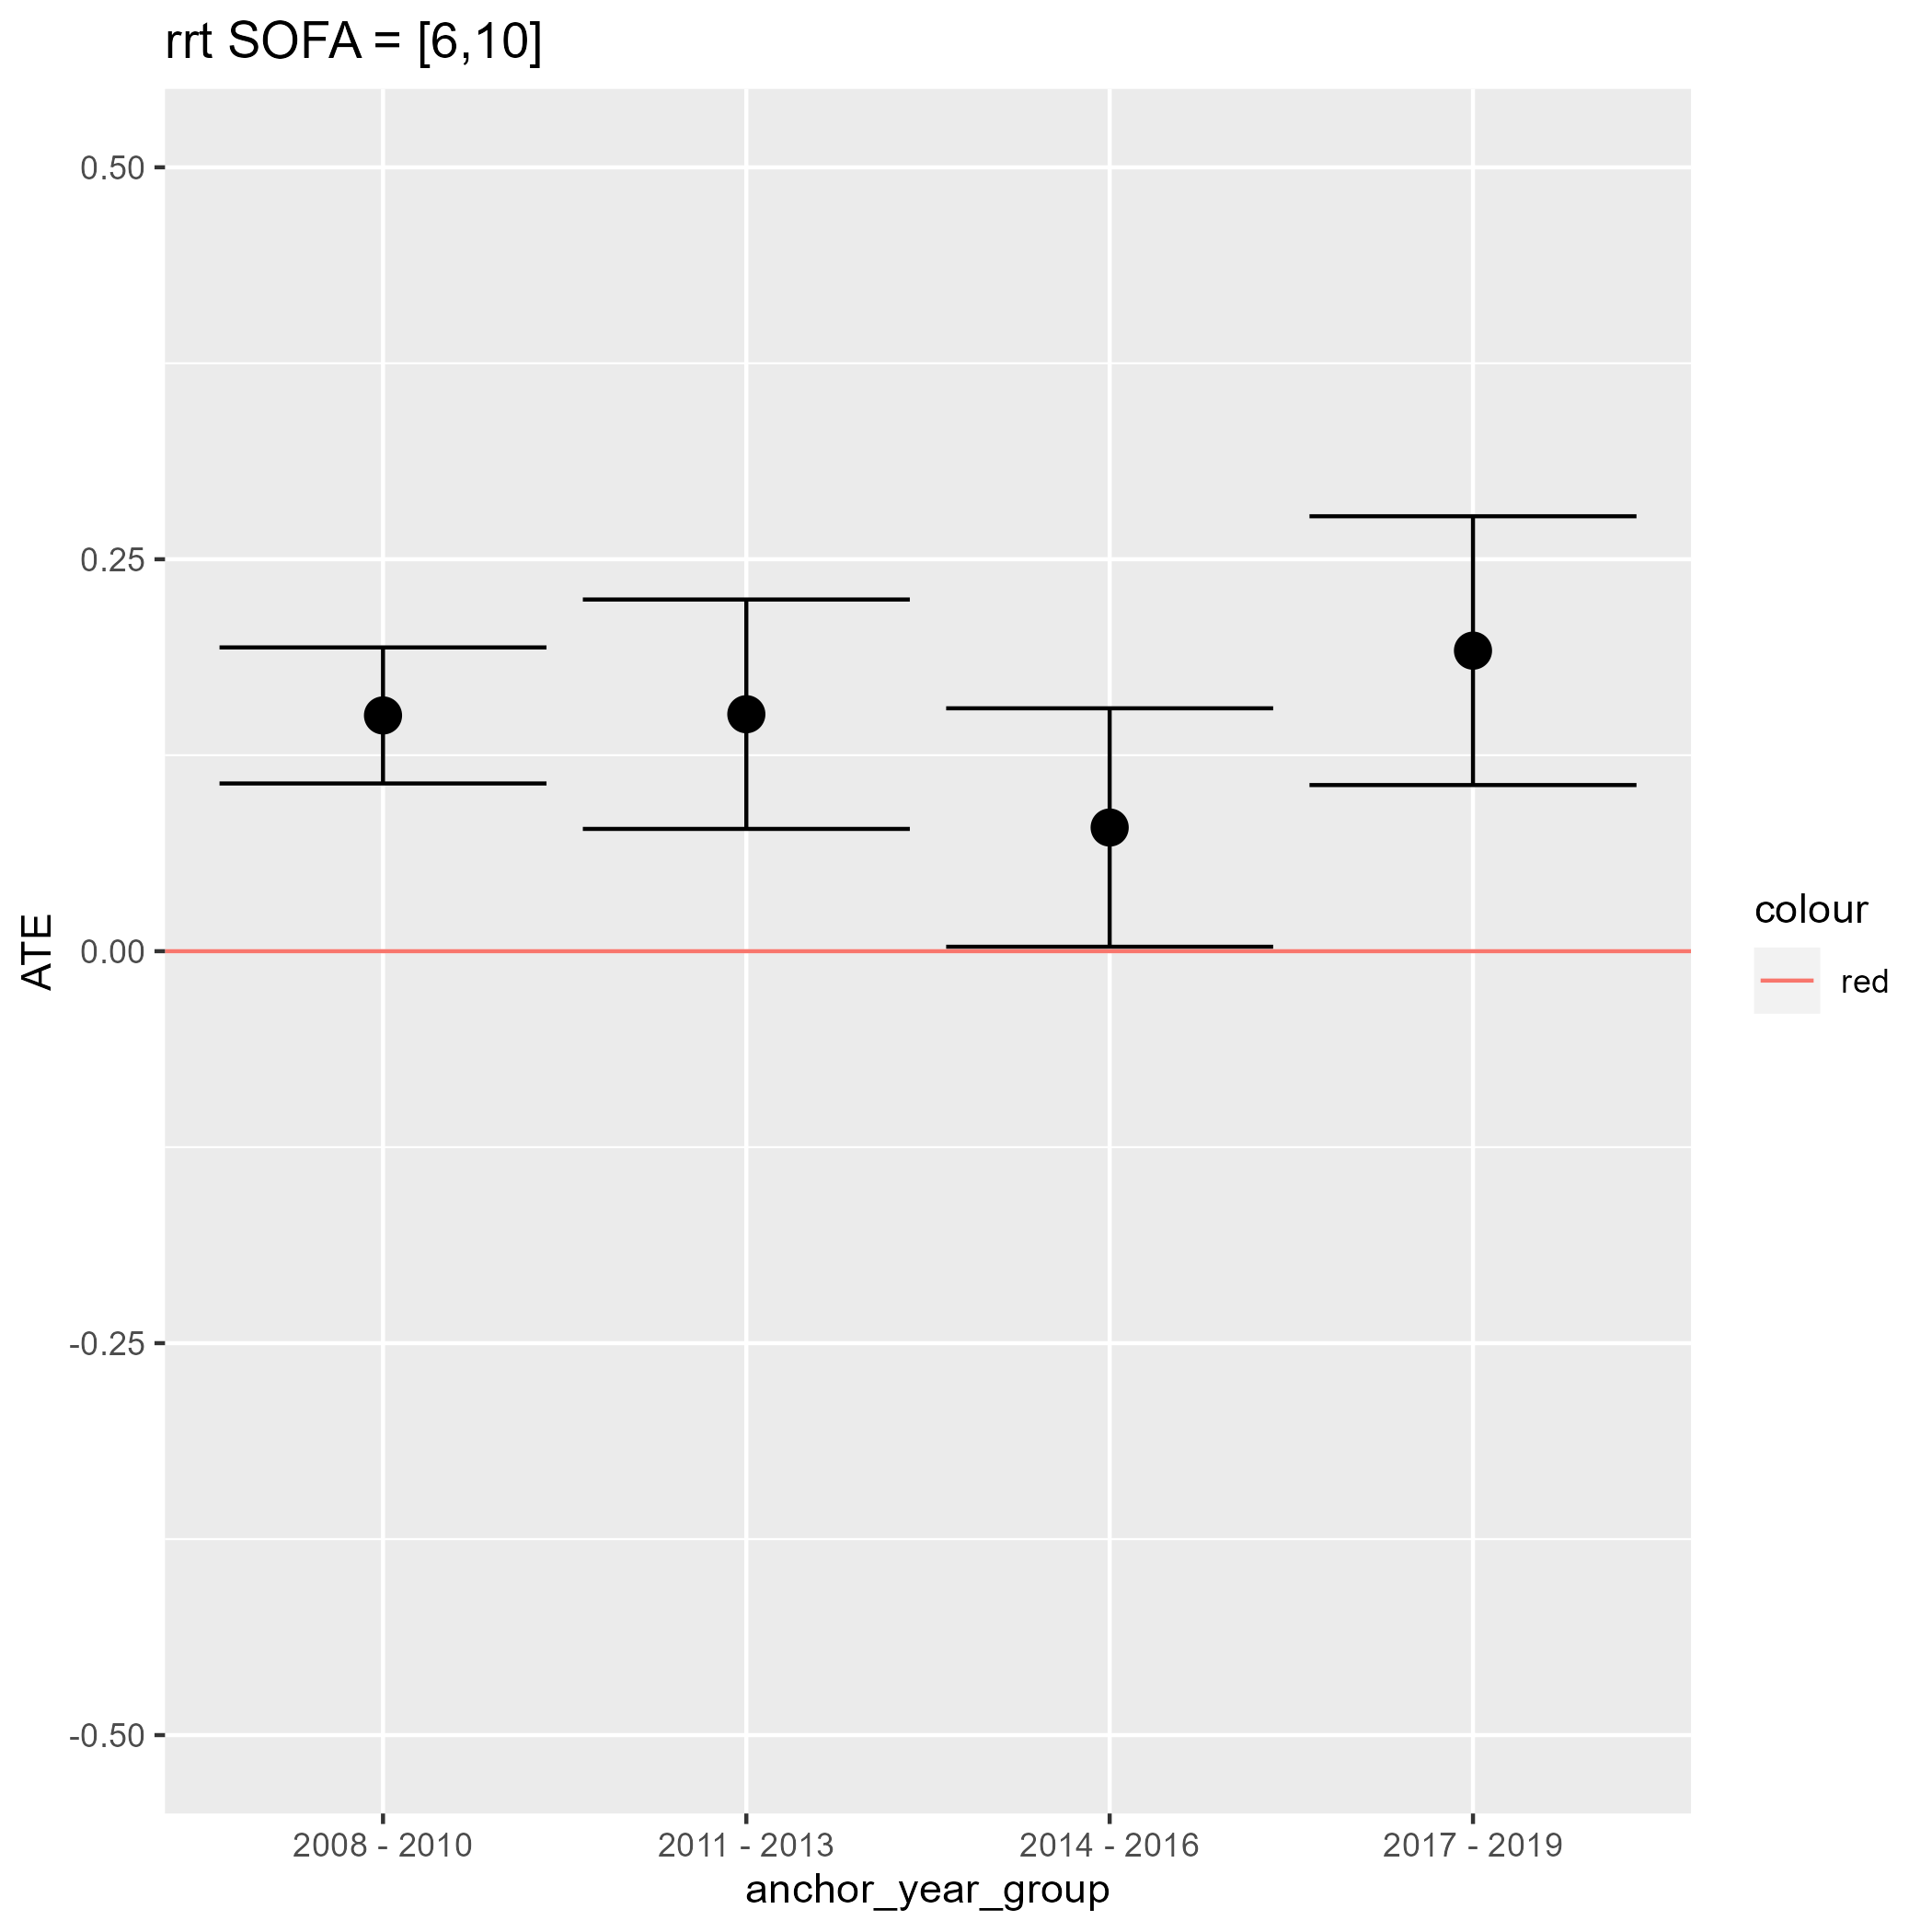 rrt SOFA = [6,10]
0.50
0.25
0.00
-0.25
-0.50
ATE
2008 - 2010
2011 - 2013
2014 - 2016
2017 - 2019
anchor_year_group
colour
red